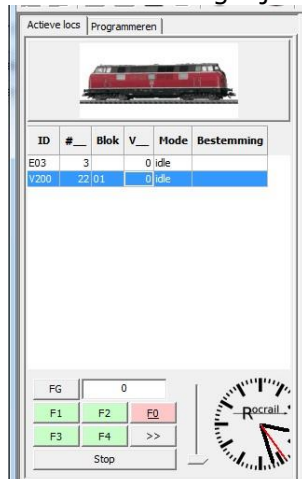 Actieve locs Programmeren
ID #__ Blok V__ Mode Bestemming
E03 3 0 idle
V200 22 01 0 idle
FG 0
F1 F2 F0
F3 F4 >>
Stop
Rocrail